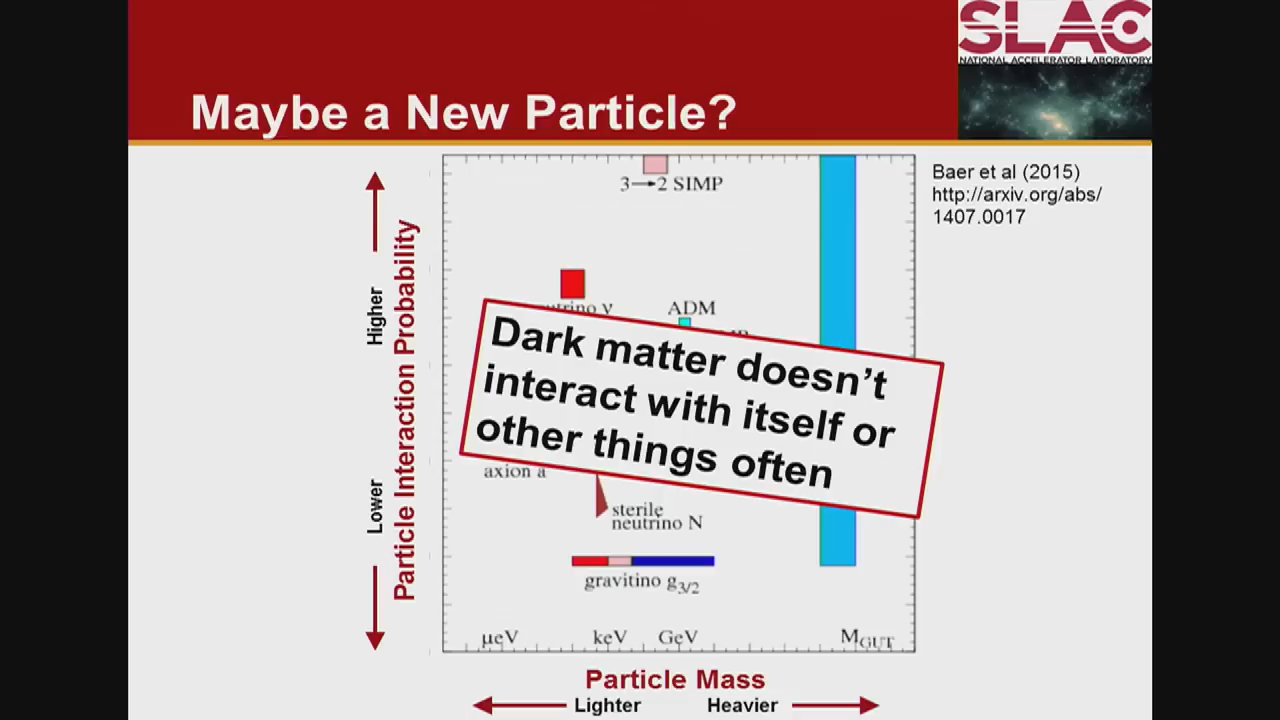 SLAC
NATIONAL ACCELERATOR LABORATORY
Maybe a New Particle?
Baer et al (2015)
http://arxiv.org/abs/
1407.0017
Higher
Particle Interaction Probability
Lower
3→2 SIMP
ν
ADM
Dark matter doesn't
interact with itself or
other things often
axion a
sterile
neutrino N
gravitino g3/2
μeV
keV
GeV
MGUT
Particle Mass
Lighter
Heavier